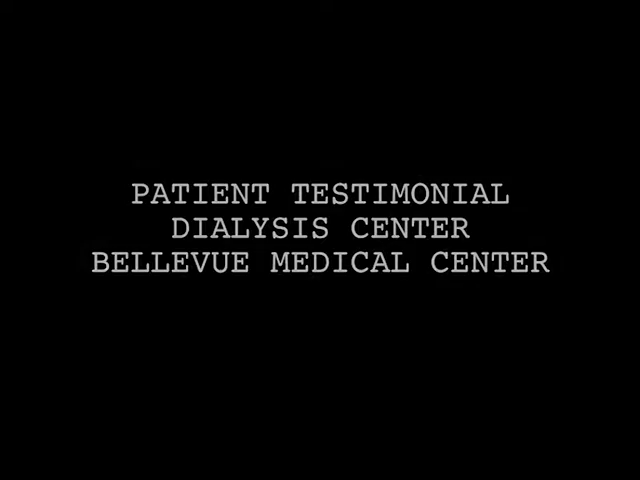 PATIENT TESTIMONIAL
DIALYSIS CENTER
BELLEVUE MEDICAL CENTER